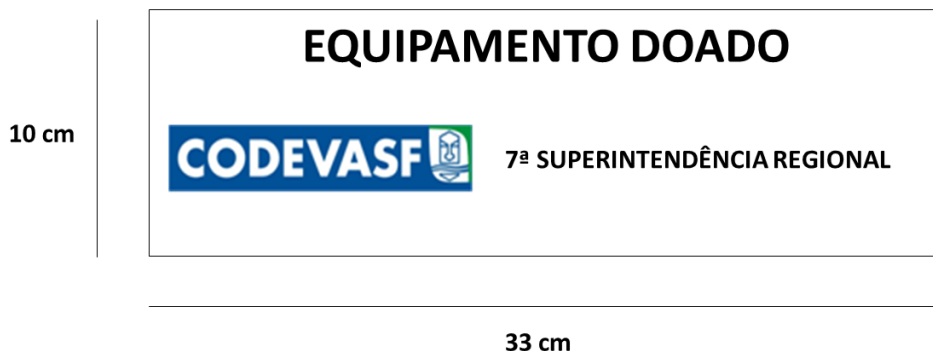 EQUIPAMENTO DOADO
10 cm
CODEVASF
7ª SUPERINTENDÊNCIA REGIONAL
33 cm